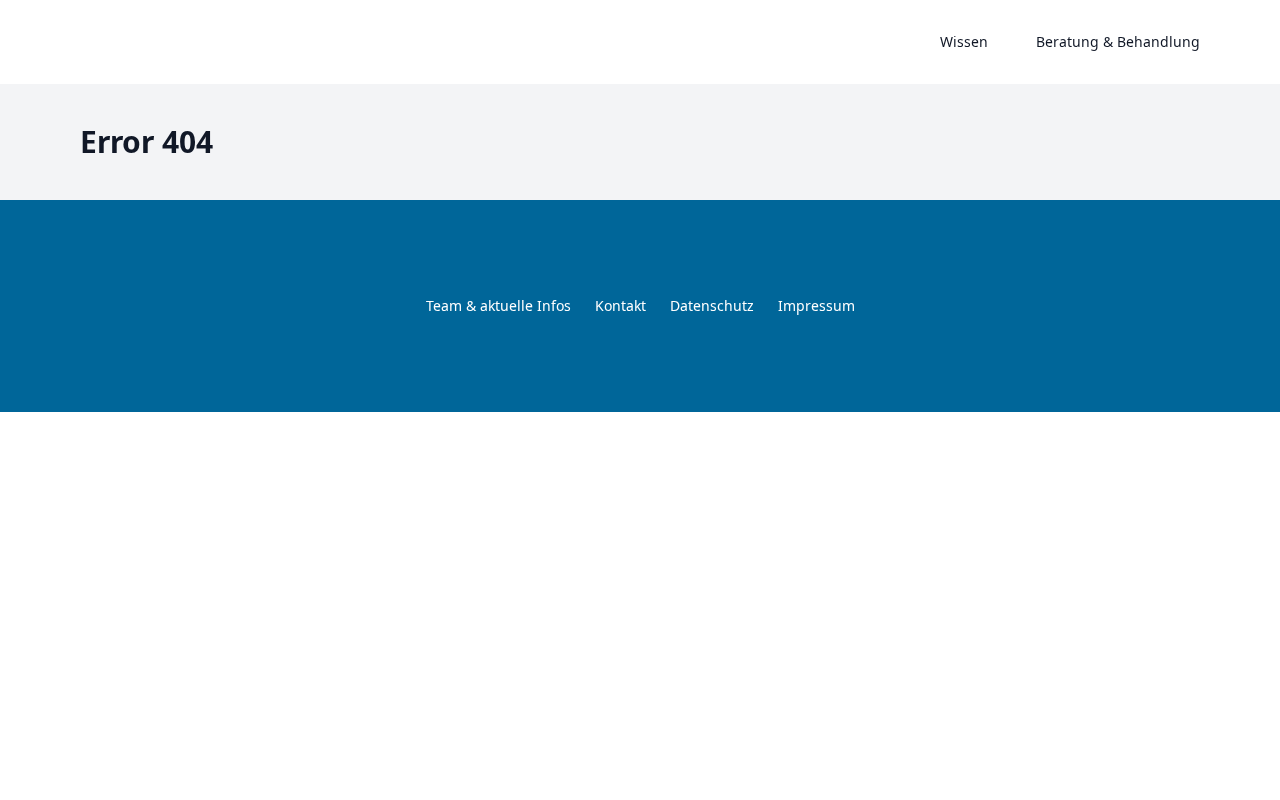 Wissen Beratung & Behandlung
Error 404
Team & aktuelle Infos Kontakt Datenschutz Impressum